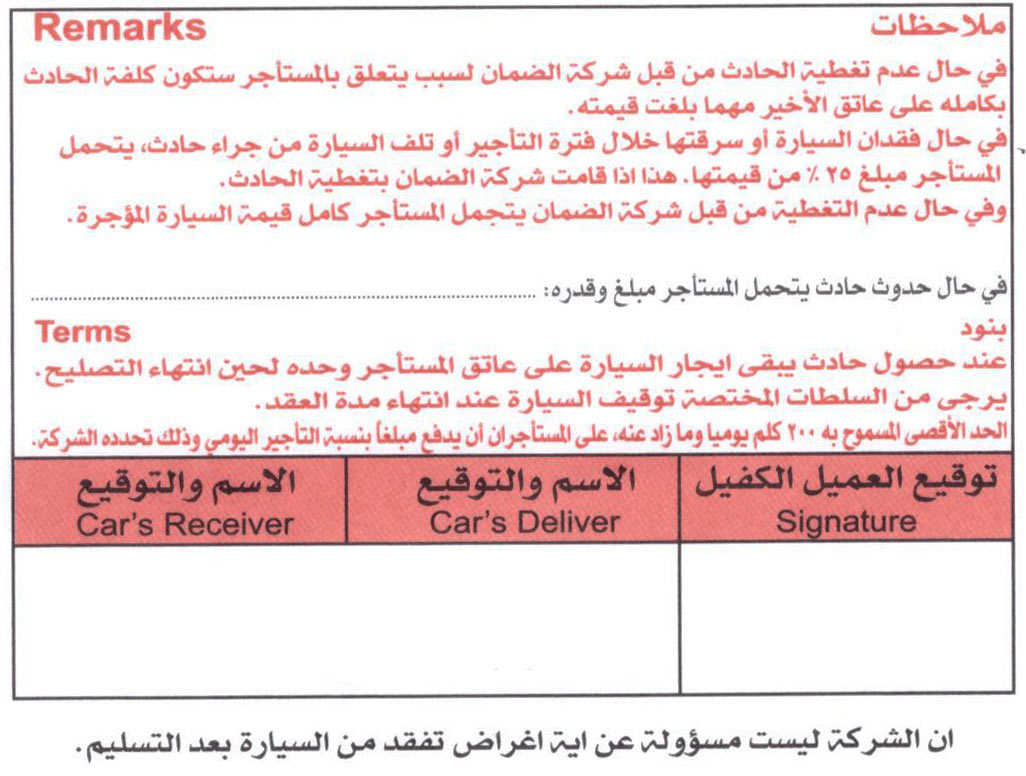 ملاحظات Remarks
في حال عدم تغطية الحادث من قبل شركة الضمان لسبب يتعلق بالمستأجر ستكون كلفة الحادث
بكامله على عاتق الأخير مهما بلغت قيمته.
في حال فقدان السيارة أو سرقتها خلال فترة التأجير أو تلف السيارة من جراء حادث، يتحمل
المستأجر مبلغ ٢٥ ٪ من قيمتها. هذا اذا قامت شركة الضمان بتغطية الحادث.
وفي حال عدم التغطية من قبل شركة الضمان يتجمل المستأجر كامل قيمة السيارة المؤجرة.
في حال حدوث حادث يتحمل المستأجر مبلغ وقدره: ........................................
بنود Terms
عند حصول حادث يبقى ايجار السيارة على عاتق المستأجر وحده لحين انتهاء التصليح.
يرجى من السلطات المختصة توقيف السيارة عند انتهاء مدة العقد.
الحد الأقصى المسموح به ٢٠٠ كلم يوميا وما زاد عنه، على المستأجران أن يدفع مبلغاً بنسبة التأجير اليومي وذلك تحدده الشركة.
توقيع العميل الكفيل
Signature
الاسم والتوقيع
Car's Deliver
الاسم والتوقيع
Car's Receiver
ان الشركة ليست مسؤولة عن اية اغراض تفقد من السيارة بعد التسليم.